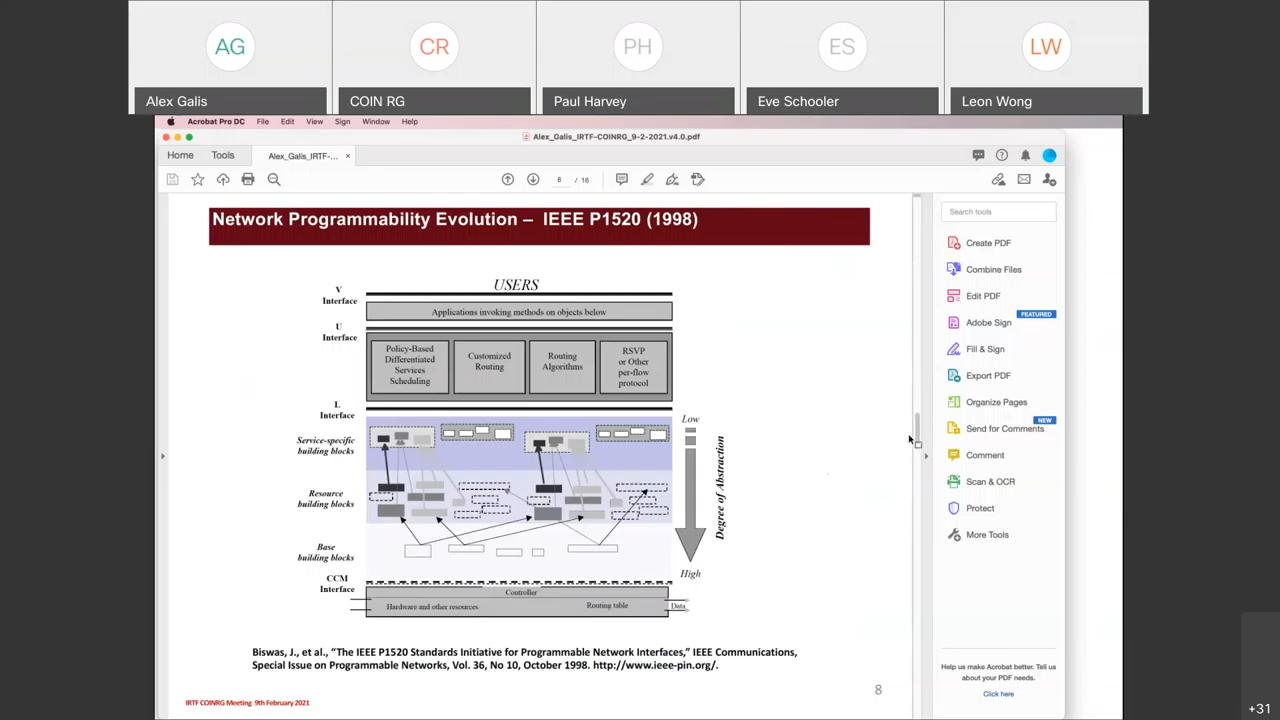 AG
CR
PH
ES
LW
Alex Galis
COIN RG
Paul Harvey
Eve Schooler
Leon Wong
Acrobat Pro DC File Edit View Sign Window Help
Alex_Galis_IRTF-COINRG_9-2-2021.v4.0.pdf
Home Tools Alex_Galis_IRTF-... ×
8 / 16
Network Programmability Evolution – IEEE P1520 (1998)
USERS
V
Interface
Applications invoking methods on objects below
U
Interface
Policy-Based
Differentiated
Services
Scheduling
Customized
Routing
Routing
Algorithms
RSVP
or Other
per-flow
protocol
L
Interface
Service-specific
building blocks
Resource
building blocks
Base
building blocks
CCM
Interface
Low
Degree of Abstraction
High
Controller
Hardware and other resources
Routing table
Data
Biswas, J., et al., “The IEEE P1520 Standards Initiative for Programmable Network Interfaces,” IEEE Communications,
Special Issue on Programmable Networks, Vol. 36, No 10, October 1998. http://www.ieee-pin.org/.
IRTF COINRG Meeting 9th February 2021
8
Search tools
Create PDF
Combine Files
Edit PDF
FEATURED
Adobe Sign
Fill & Sign
Export PDF
Organize Pages
NEW
Send for Comments
Comment
Scan & OCR
Protect
More Tools
Help us make Acrobat better. Tell us
about your PDF needs.
Click here
+31